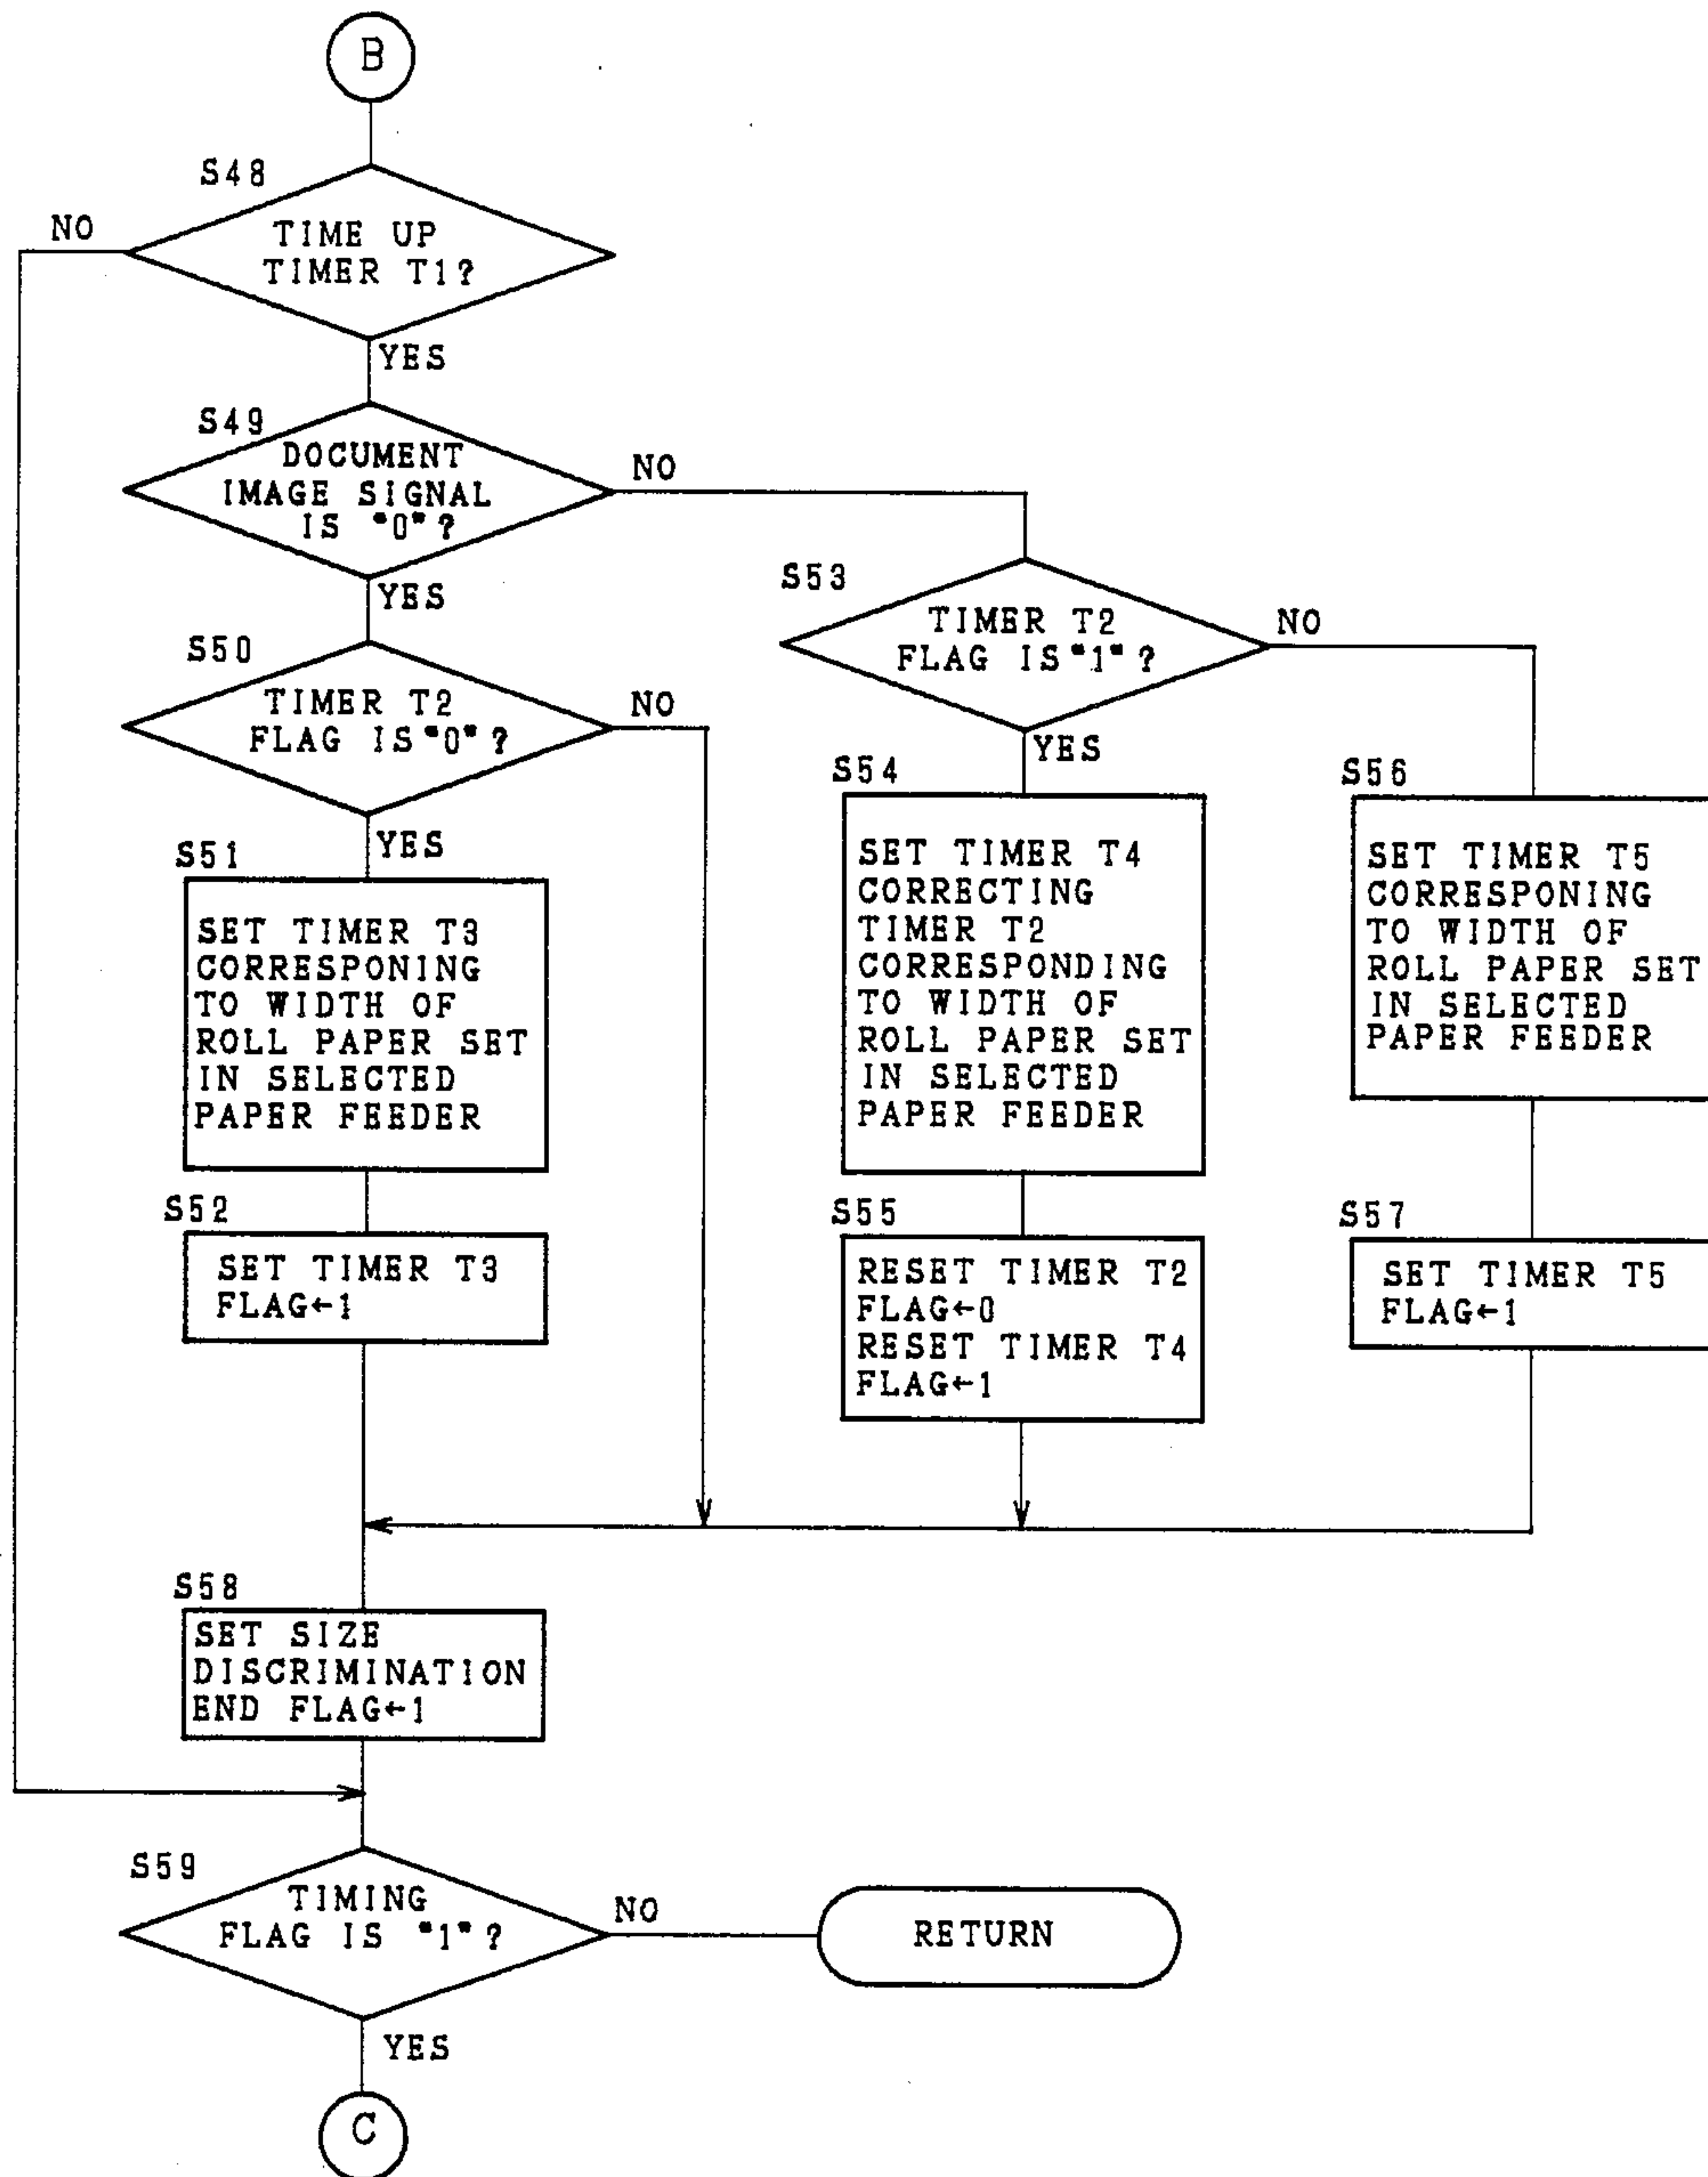 B
S48
NO
TIME UP
TIMER T1?
YES
S49
DOCUMENT
IMAGE SIGNAL
IS "0"?
NO
YES
S53
TIMER T2
FLAG IS "1"?
NO
YES
S50
TIMER T2
FLAG IS "0"?
NO
YES
S51
SET TIMER T3
CORRESPONING
TO WIDTH OF
ROLL PAPER SET
IN SELECTED
PAPER FEEDER
S54
SET TIMER T4
CORRECTING
TIMER T2
CORRESPONDING
TO WIDTH OF
ROLL PAPER SET
IN SELECTED
PAPER FEEDER
S56
SET TIMER T5
CORRESPONING
TO WIDTH OF
ROLL PAPER SET
IN SELECTED
PAPER FEEDER
S52
SET TIMER T3
FLAG←1
S55
RESET TIMER T2
FLAG←0
RESET TIMER T4
FLAG←1
S57
SET TIMER T5
FLAG←1
S58
SET SIZE
DISCRIMINATION
END FLAG←1
S59
TIMING
FLAG IS "1"?
NO
RETURN
YES
C